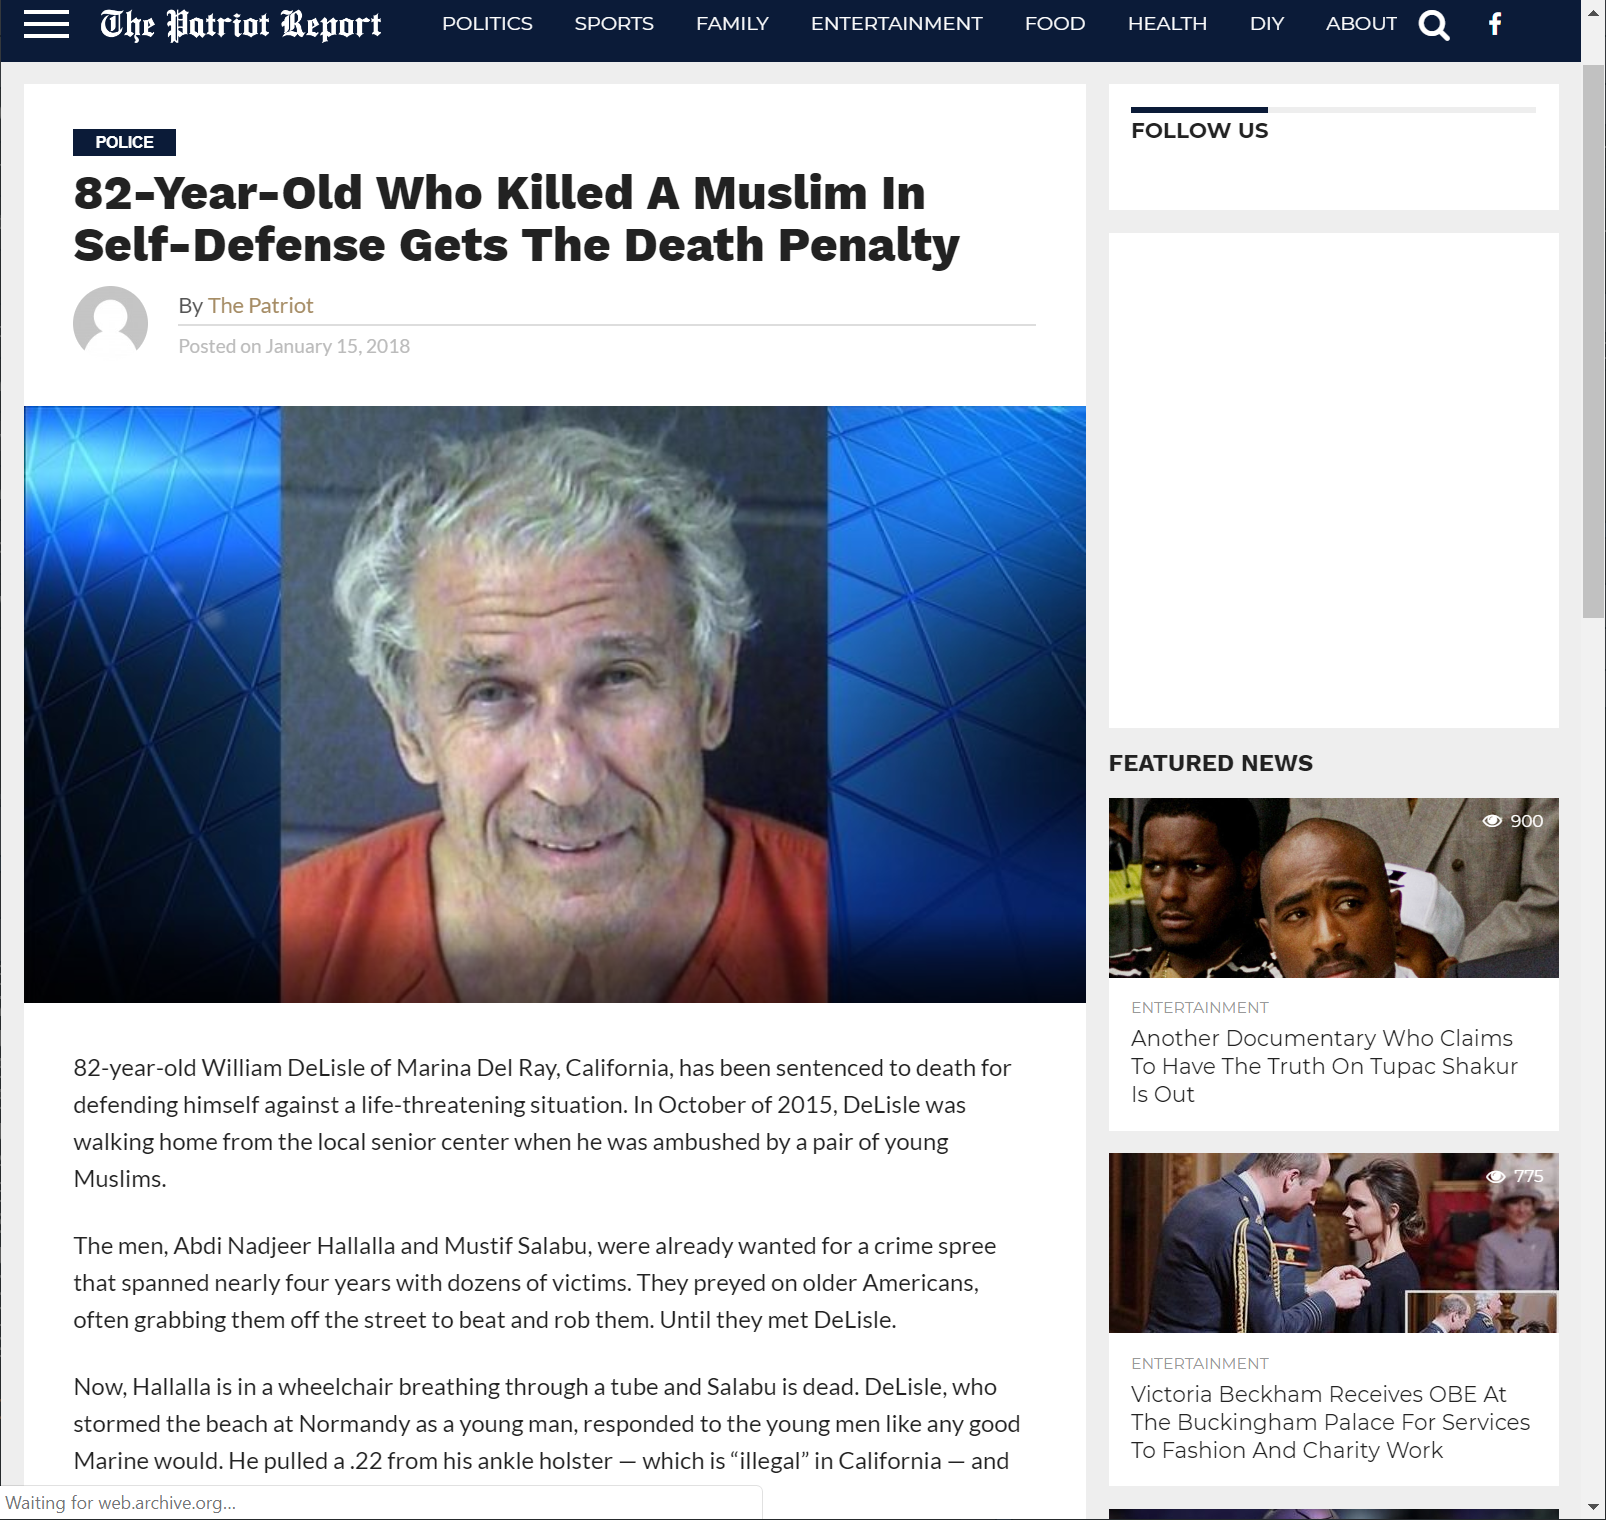 The Patriot Report
POLITICS SPORTS FAMILY ENTERTAINMENT FOOD HEALTH DIY ABOUT
POLICE
82-Year-Old Who Killed A Muslim In
Self-Defense Gets The Death Penalty
By The Patriot
Posted on January 15, 2018
82-year-old William DeLisle of Marina Del Ray, California, has been sentenced to death for
defending himself against a life-threatening situation. In October of 2015, DeLisle was
walking home from the local senior center when he was ambushed by a pair of young
Muslims.
The men, Abdi Nadjeer Hallalla and Mustif Salabu, were already wanted for a crime spree
that spanned nearly four years with dozens of victims. They preyed on older Americans,
often grabbing them off the street to beat and rob them. Until they met DeLisle.
Now, Hallalla is in a wheelchair breathing through a tube and Salabu is dead. DeLisle, who
stormed the beach at Normandy as a young man, responded to the young men like any good
Marine would. He pulled a .22 from his ankle holster — which is “illegal” in California — and
Waiting for web.archive.org...
FOLLOW US
FEATURED NEWS
900
ENTERTAINMENT
Another Documentary Who Claims
To Have The Truth On Tupac Shakur
Is Out
775
ENTERTAINMENT
Victoria Beckham Receives OBE At
The Buckingham Palace For Services
To Fashion And Charity Work